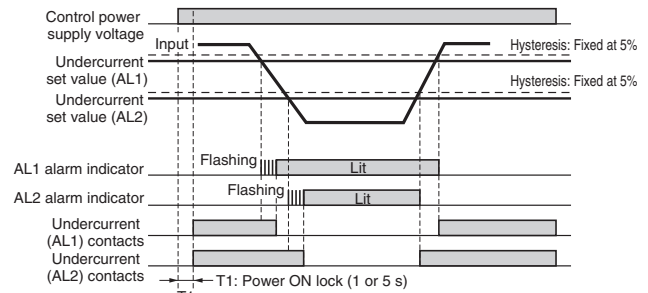 Control power
supply voltage
Input
Hysteresis: Fixed at 5%
Undercurrent
set value (AL1)
Hysteresis: Fixed at 5%
Undercurrent
set value (AL2)
AL1 alarm indicator
Flashing
Lit
AL2 alarm indicator
Flashing
Lit
Undercurrent
(AL1) contacts
Undercurrent
(AL2) contacts
T1: Power ON lock (1 or 5 s)
T1